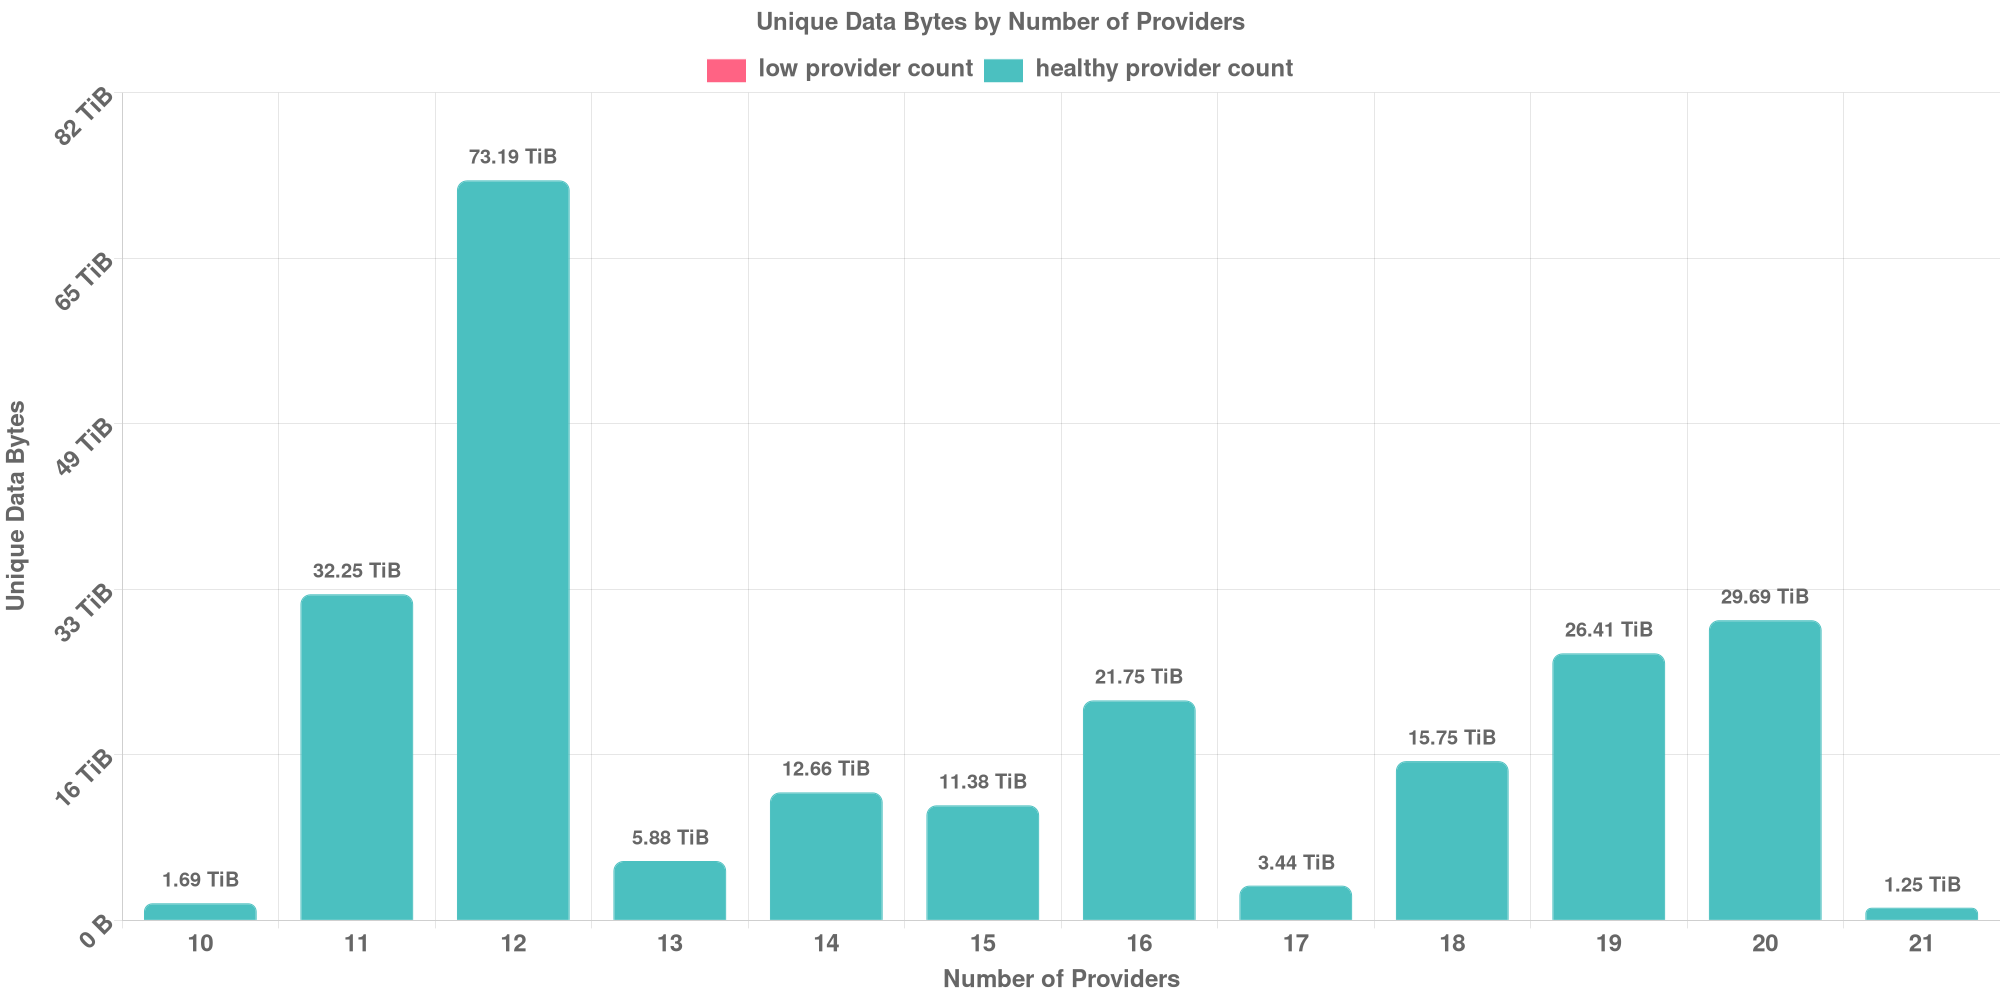 Unique Data Bytes by Number of Providers
low provider count healthy provider count
82 TiB
65 TiB
49 TiB
33 TiB
16 TiB
0 B
Unique Data Bytes
1.69 TiB
32.25 TiB
73.19 TiB
5.88 TiB
12.66 TiB
11.38 TiB
21.75 TiB
3.44 TiB
15.75 TiB
26.41 TiB
29.69 TiB
1.25 TiB
10 11 12 13 14 15 16 17 18 19 20 21
Number of Providers